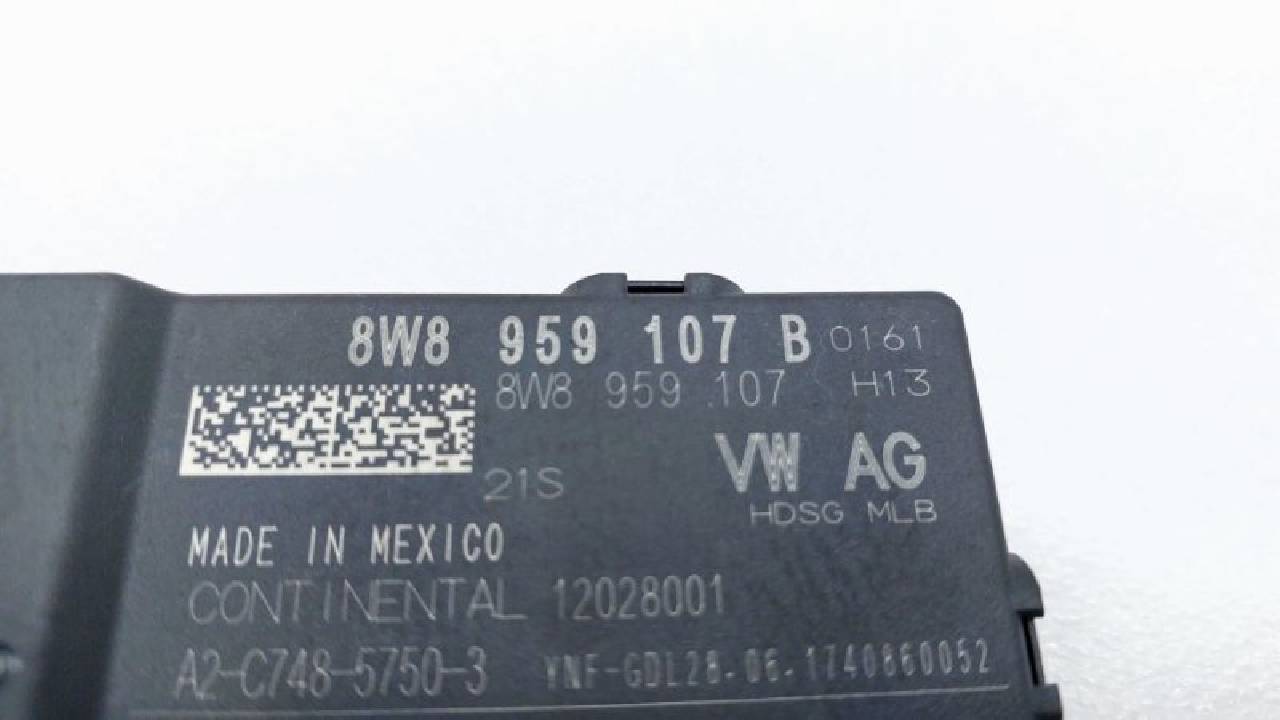 8W8 959 107 B 0161
8W8 959 107 H13
VW AG
21S
HDSG MLB
MADE IN MEXICO
CONTINENTAL 12028001
A2-C748-5750-3 YNF-GDL28.06.1740860052